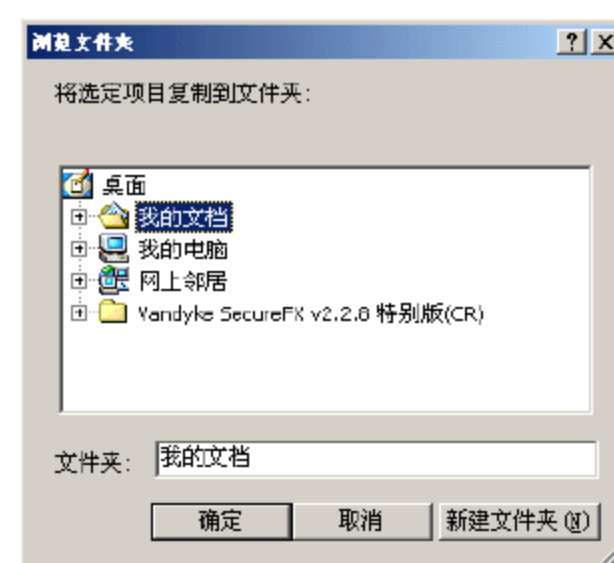 浏览文件夹
将选定项目复制到文件夹:
桌面
我的文档
我的电脑
网上邻居
Vandyke SecureFX v2.2.8 特别版(CR)
文件夹: 我的文档
确定 取消 新建文件夹(N)